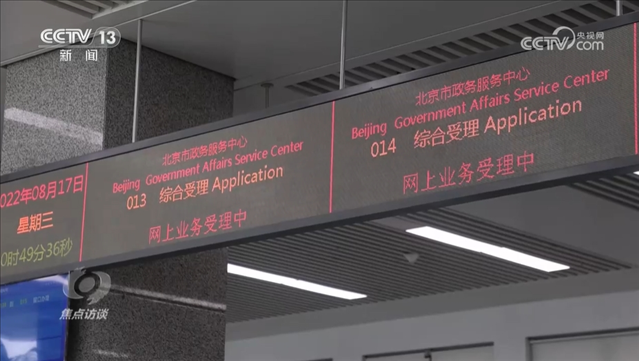 CCTV 13
新闻
CCTV 央视网
COM
022年08月17日
星期三
0时49分36秒
北京市政务服务中心
Beijing Government Affairs Service Center
013 综合受理 Application
网上业务受理中
北京市政务服务中心
Beijing Government Affairs Service Center
014 综合受理 Application
网上业务受理中
焦点访谈